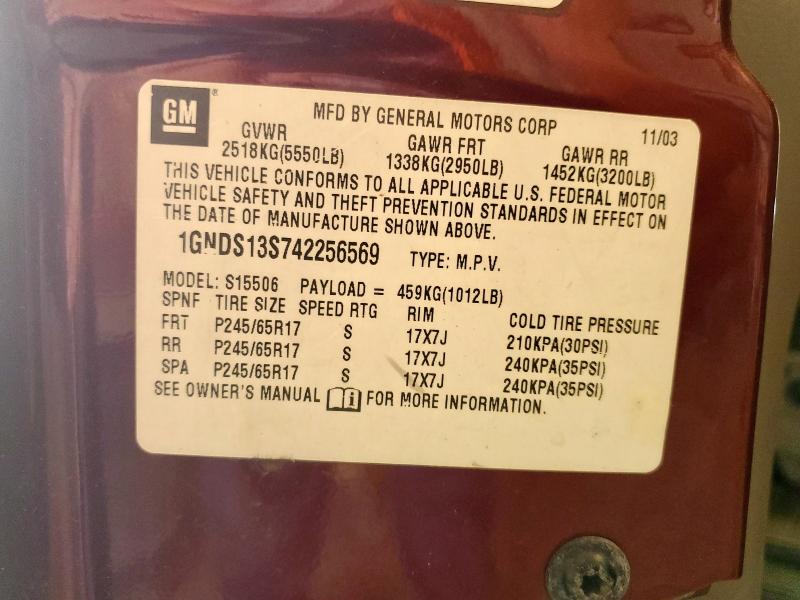 GM®
MFD BY GENERAL MOTORS CORP 11/03
GVWR GAWR FRT GAWR RR
2518KG(5550LB) 1338KG(2950LB) 1452KG(3200LB)
THIS VEHICLE CONFORMS TO ALL APPLICABLE U.S. FEDERAL MOTOR
VEHICLE SAFETY AND THEFT PREVENTION STANDARDS IN EFFECT ON
THE DATE OF MANUFACTURE SHOWN ABOVE.
1GNDS13S742256569 TYPE: M.P.V.
MODEL: S15506 PAYLOAD = 459KG(1012LB)
SPNF TIRE SIZE SPEED RTG RIM COLD TIRE PRESSURE
FRT P245/65R17 S 17X7J 210KPA(30PSI)
RR P245/65R17 S 17X7J 240KPA(35PSI)
SPA P245/65R17 S 17X7J 240KPA(35PSI)
SEE OWNER'S MANUAL i FOR MORE INFORMATION.